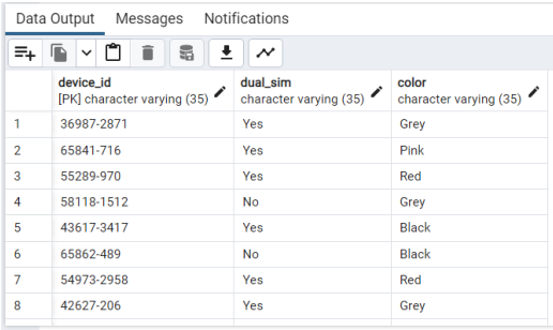 Data Output Messages Notifications
device_id dual_sim color
[PK] character varying (35) character varying (35) character varying (35)
1 36987-2871 Yes Grey
2 65841-716 Yes Pink
3 55289-970 Yes Red
4 58118-1512 No Grey
5 43617-3417 Yes Black
6 65862-489 No Black
7 54973-2958 Yes Red
8 42627-206 Yes Grey